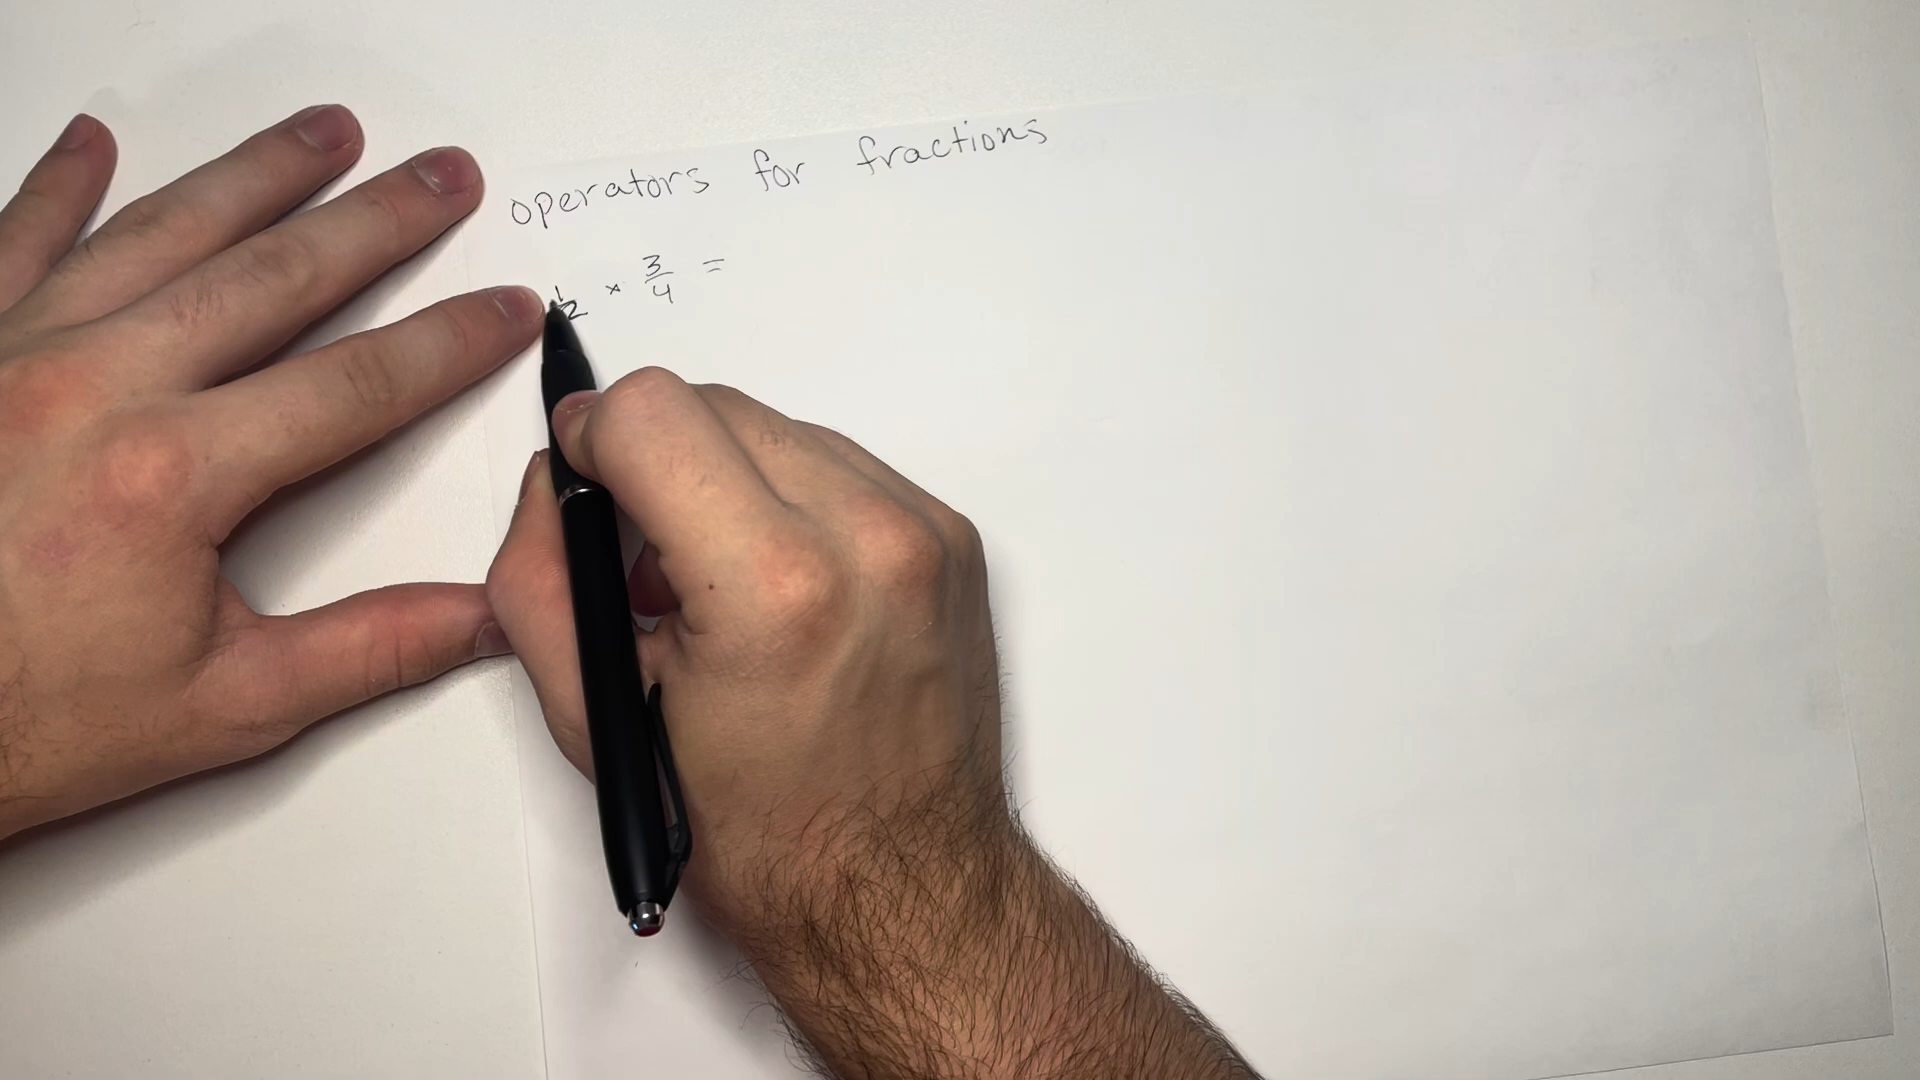 operators for fractions
1/2 × 3/4 =